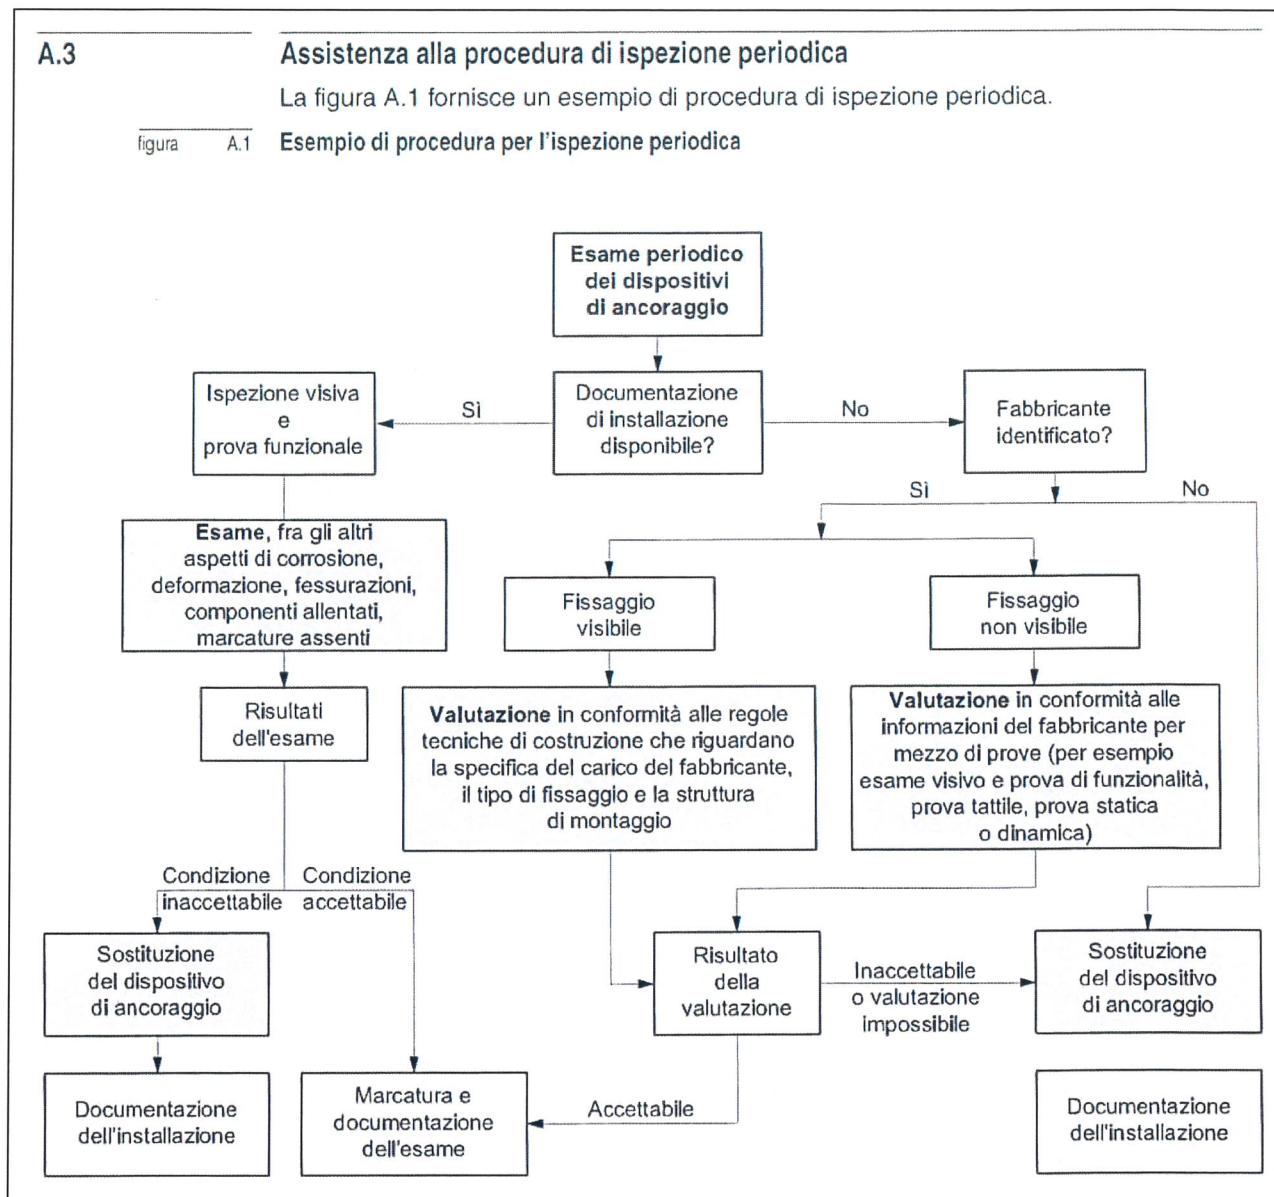 A.3
Assistenza alla procedura di ispezione periodica
La figura A.1 fornisce un esempio di procedura di ispezione periodica.
figura A.1 Esempio di procedura per l'ispezione periodica
Esame periodico
dei dispositivi
di ancoraggio
Ispezione visiva
e
prova funzionale
Sì
Documentazione
di installazione
disponibile?
No
Fabbricante
identificato?
Sì
No
Esame, fra gli altri
aspetti di corrosione,
deformazione, fessurazioni,
componenti allentati,
marcature assenti
Fissaggio
visibile
Fissaggio
non visibile
Risultati
dell'esame
Valutazione in conformità alle regole
tecniche di costruzione che riguardano
la specifica del carico del fabbricante,
il tipo di fissaggio e la struttura
di montaggio
Valutazione in conformità alle
informazioni del fabbricante per
mezzo di prove (per esempio
esame visivo e prova di funzionalità,
prova tattile, prova statica
o dinamica)
Condizione
inaccettabile
Condizione
accettabile
Sostituzione
del dispositivo
di ancoraggio
Risultato
della
valutazione
Inaccettabile
o valutazione
impossibile
Sostituzione
del dispositivo
di ancoraggio
Documentazione
dell'installazione
Marcatura e
documentazione
dell'esame
Accettabile
Documentazione
dell'installazione